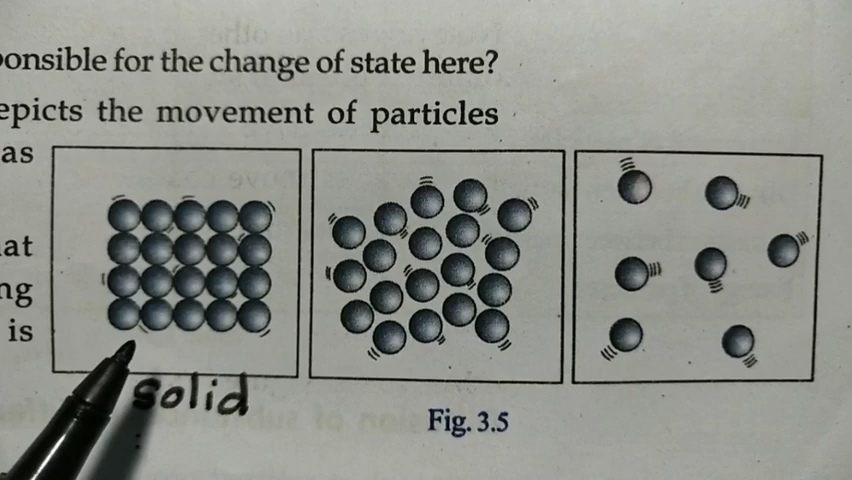 ponsible for the change of state here?
epicts the movement of particles
as
at
ng
is
solid
Fig. 3.5